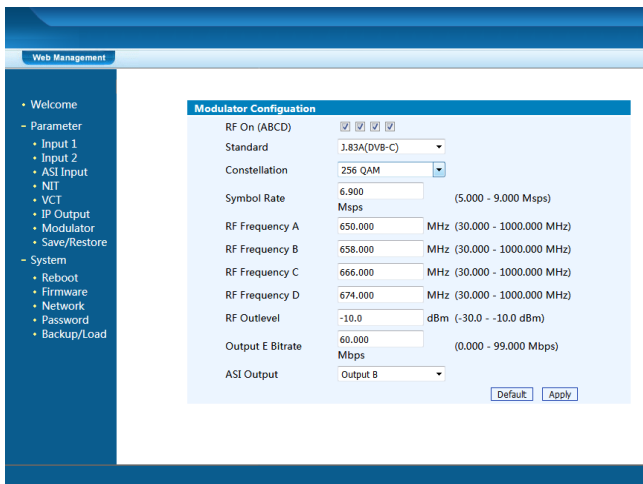 Web Management
Welcome
Parameter
Input 1
Input 2
ASI Input
NIT
VCT
IP Output
Modulator
Save/Restore
System
Reboot
Firmware
Network
Password
Backup/Load
Modulator Configuation
RF On (ABCD)
Standard J.83A(DVB-C)
Constellation 256 QAM
Symbol Rate 6.900 Msps (5.000 - 9.000 Msps)
RF Frequency A 650.000 MHz (30.000 - 1000.000 MHz)
RF Frequency B 658.000 MHz (30.000 - 1000.000 MHz)
RF Frequency C 666.000 MHz (30.000 - 1000.000 MHz)
RF Frequency D 674.000 MHz (30.000 - 1000.000 MHz)
RF Outlevel -10.0 dBm (-30.0 - -10.0 dBm)
Output E Bitrate 60.000 Mbps (0.000 - 99.000 Mbps)
ASI Output Output B
Default Apply